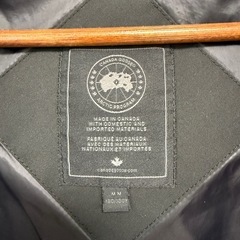 CANADA GOOSE
ARCTIC PROGRAM
MADE IN CANADA
WITH DOMESTIC AND
IMPORTED MATERIALS
FABRIQUÉ AU
CANADA
AVEC DES MATÉRIAUX
NATIONAUX ET IMPORTÉS
canadagoose.com
M/M